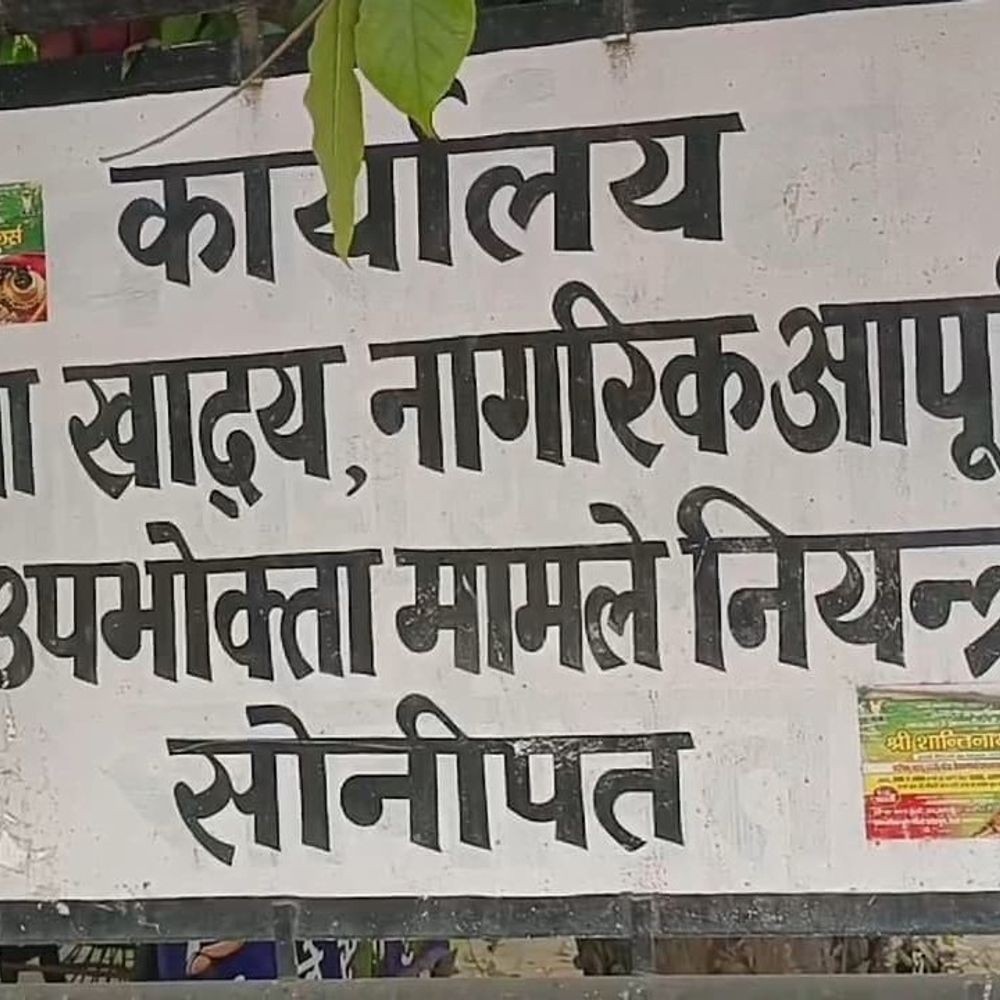 कार्यालय
खाद्य, नागरिक
उपभोक्ता मामले
सोनीपत